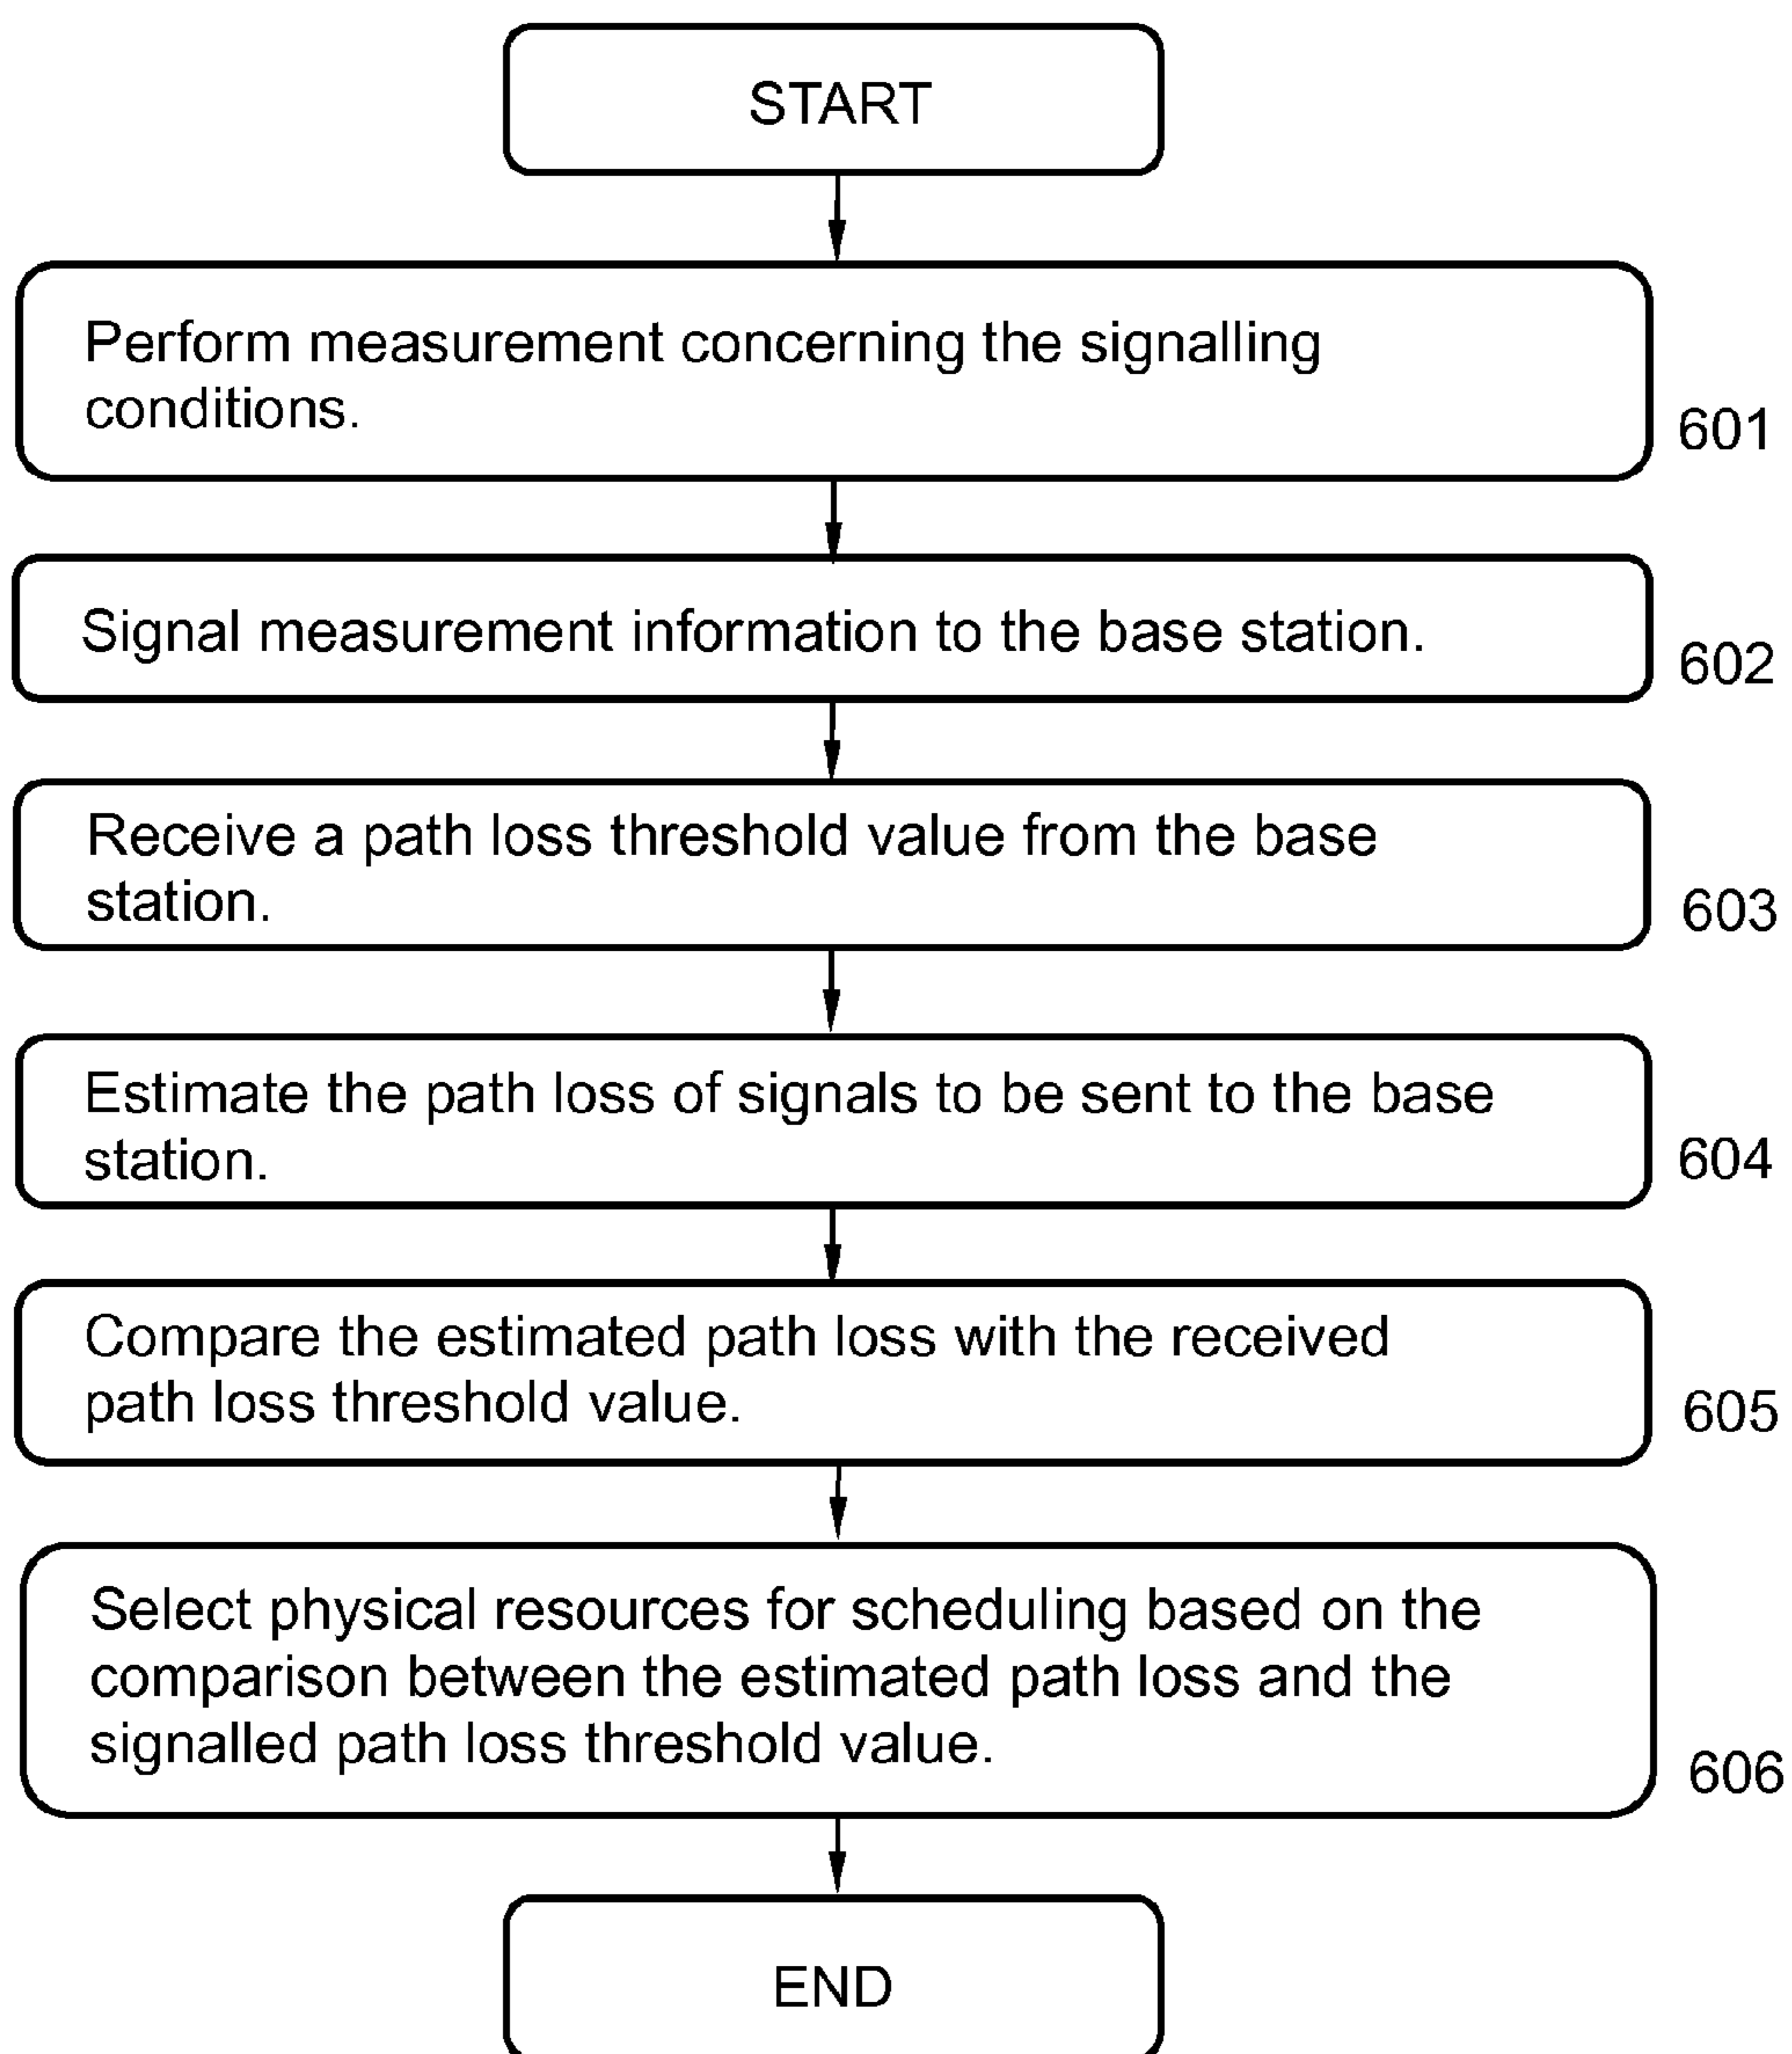 START
Perform measurement concerning the signalling
conditions.
601
Signal measurement information to the base station.
602
Receive a path loss threshold value from the base
station.
603
Estimate the path loss of signals to be sent to the base
station.
604
Compare the estimated path loss with the received
path loss threshold value.
605
Select physical resources for scheduling based on the
comparison between the estimated path loss and the
signalled path loss threshold value.
606
END